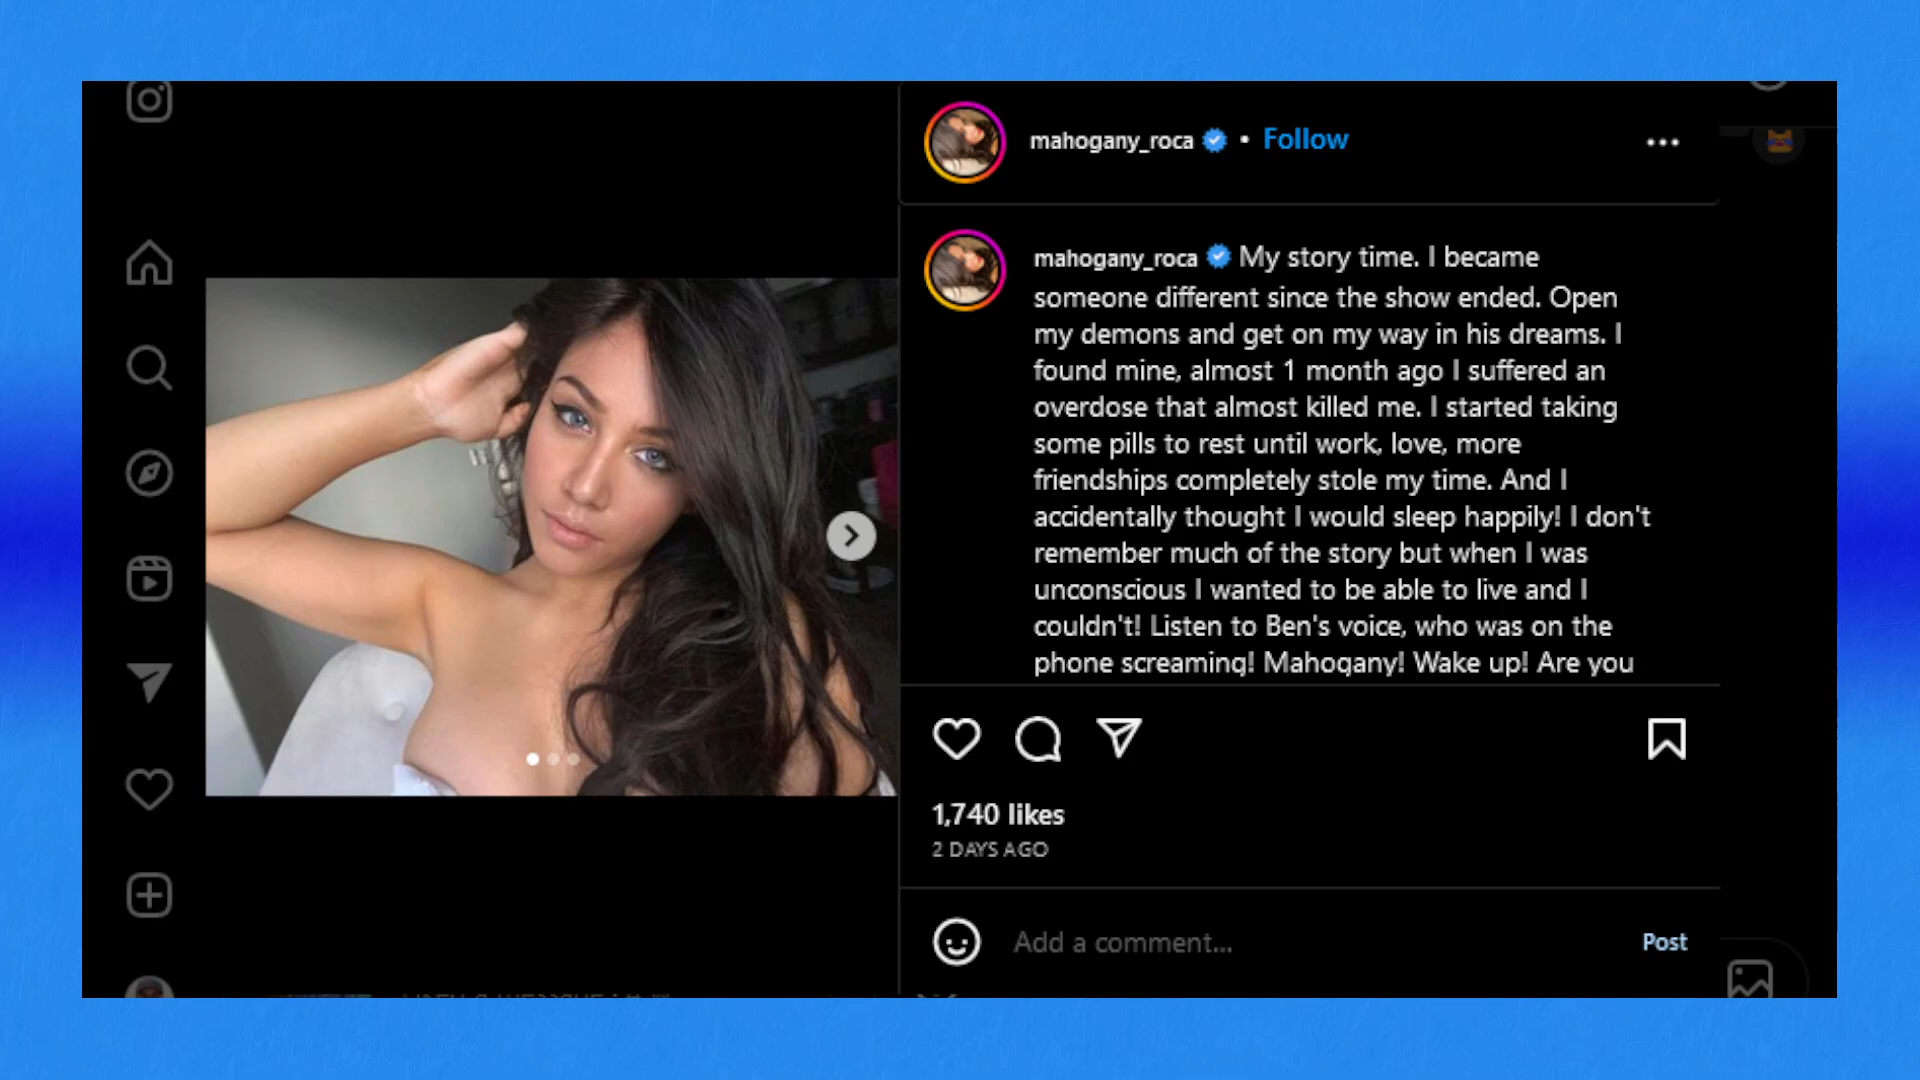 mahogany_roca • Follow
mahogany_roca My story time. I became
someone different since the show ended. Open
my demons and get on my way in his dreams. I
found mine, almost 1 month ago I suffered an
overdose that almost killed me. I started taking
some pills to rest until work, love, more
friendships completely stole my time. And I
accidentally thought I would sleep happily! I don't
remember much of the story but when I was
unconscious I wanted to be able to live and I
couldn't! Listen to Ben's voice, who was on the
phone screaming! Mahogany! Wake up! Are you
1,740 likes
2 DAYS AGO
Add a comment...
Post